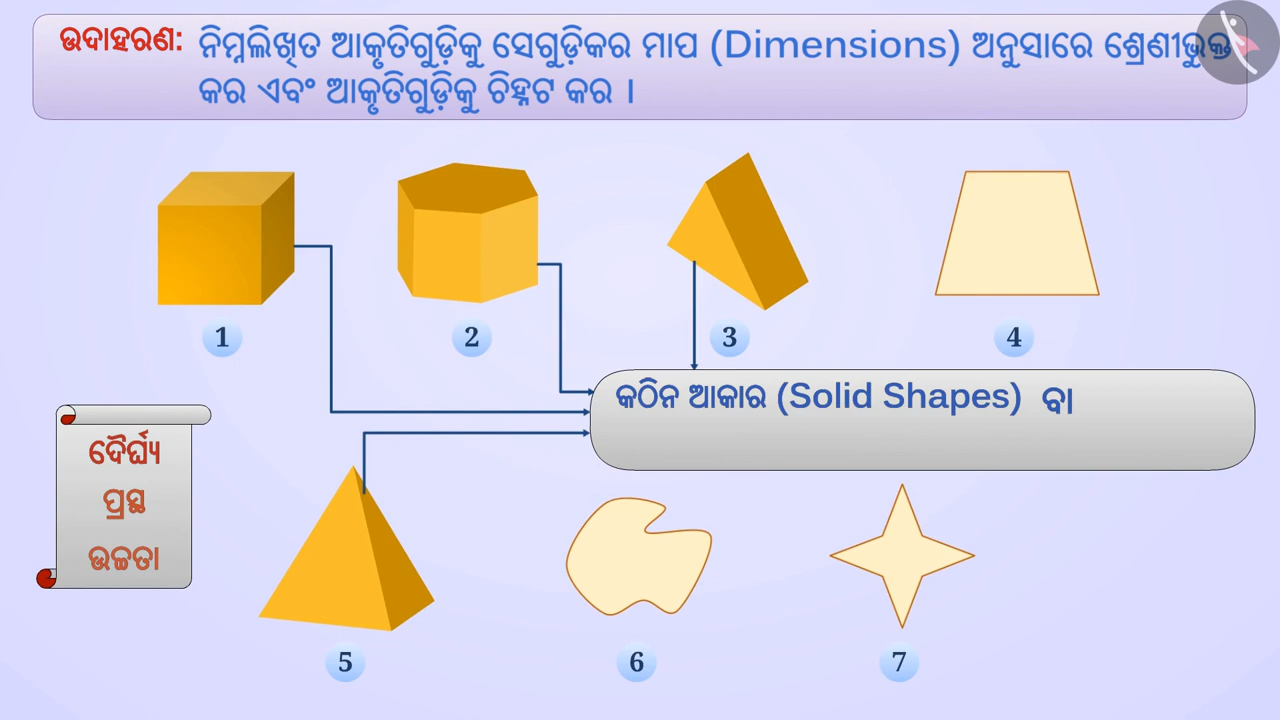 ଉଦାହରଣ: ନିମ୍ନଲିଖିତ ଆକୃତିଗୁଡ଼ିକୁ ସେଗୁଡ଼ିକର ମାପ (Dimensions) ଅନୁସାରେ ଶ୍ରେଣୀଭୁକ୍ତ
କର ଏବଂ ଆକୃତିଗୁଡ଼ିକୁ ଚିହ୍ନଟ କର ।
1
2
3
4
କଠିନ ଆକାର (Solid Shapes) ବା
ଦୈର୍ଘ୍ୟ
ପ୍ରସ୍ଥ
ଉଚ୍ଚତା
5
6
7